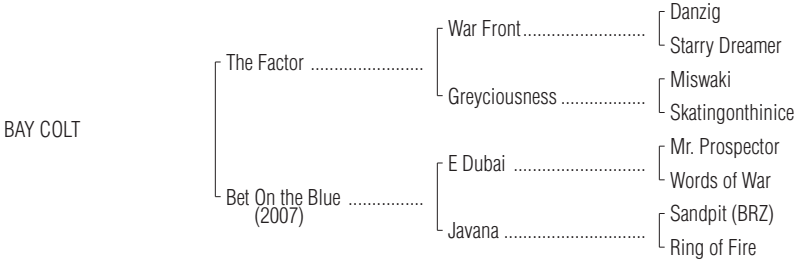 Danzig
War Front.......................
Starry Dreamer
The Factor .....................
Miswaki
Greyciousness ................
Skatingonthinice
BAY COLT
Mr. Prospector
E Dubai .........................
Words of War
Bet On the Blue ..............
(2007)
Sandpit (BRZ)
Javana ...........................
Ring of Fire